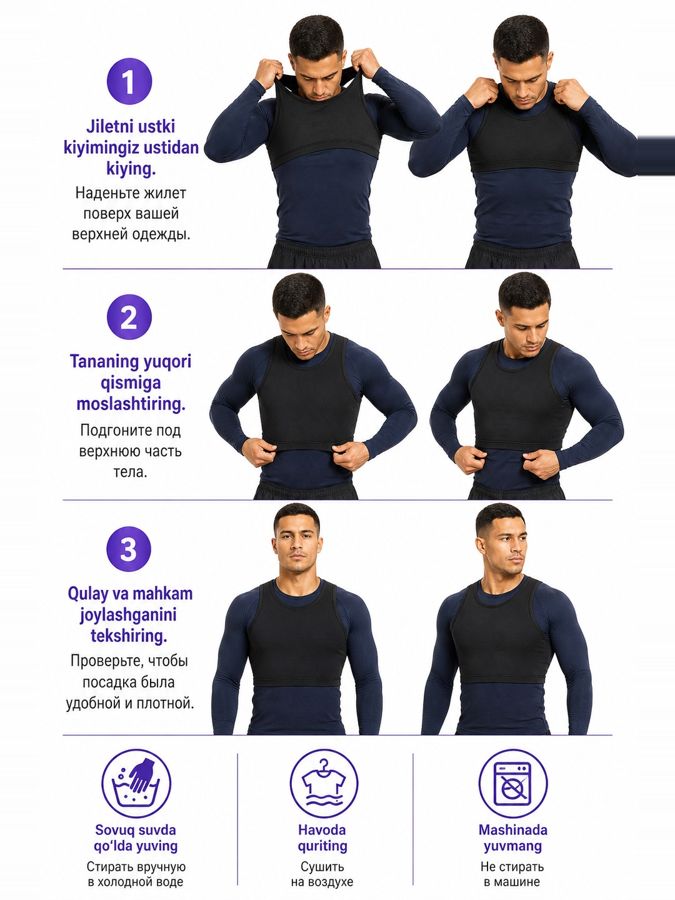 1
Jiletni ustki
kiyimingiz ustidan
kiying.
Наденьте жилет
поверх вашей
верхней одежды.
2
Tananing yuqori
qismiga
moslashtiring.
Подгоните под
верхнюю часть
тела.
3
Qulay va mahkam
joylashganini
tekshiring.
Проверьте, чтобы
посадка была
удобной и плотной.
Sovuq suvda
qo'lda yuving
Стирать вручную
в холодной воде
Havoda
quriting
Сушить
на воздухе
Mashinada
yuvmang
Не стирать
в машине